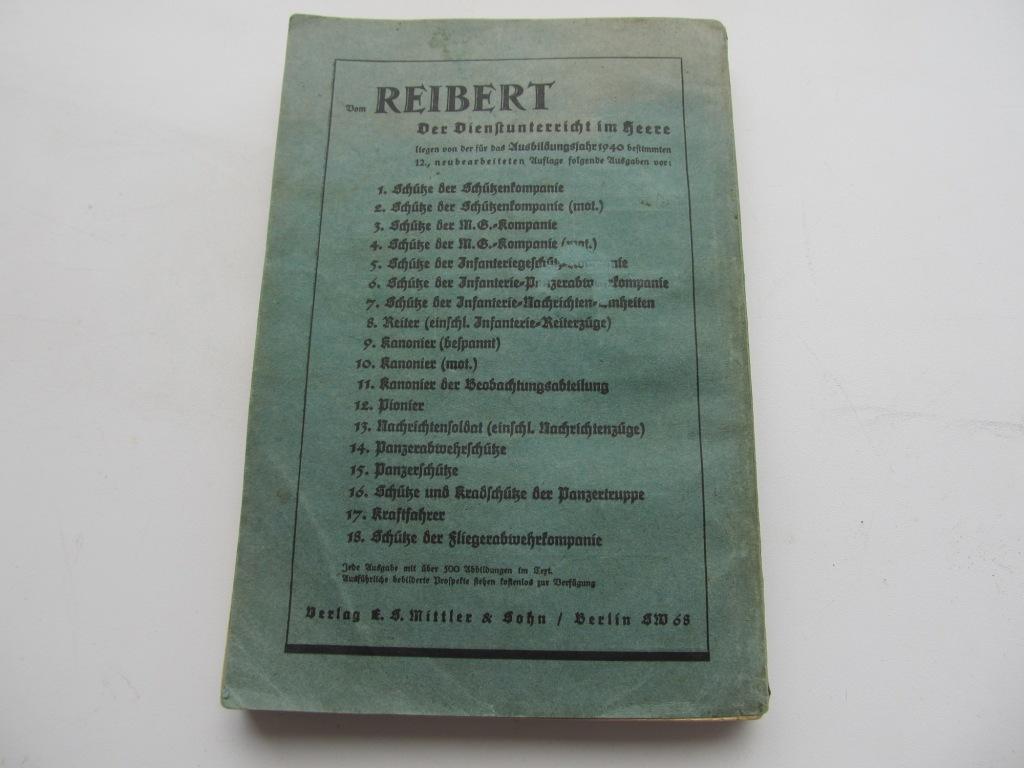 Vom REIBERT
Der Dienstunterricht im Heere
liegen von der für das Ausbildungsjahr 1940 bestimmten
12., neubearbeiteten Auflage folgende Ausgaben vor:
1. Schütze der Schützenkompanie
2. Schütze der Schützenkompanie (mot.)
3. Schütze der M.G.-Kompanie
4. Schütze der M.G.-Kompanie (mot.)
5. Schütze der
6. Schütze der
7. Schütze der Infanterie-Nachrichten-
8. Reiter (einschl. Infanterie-Reiterzüge)
9. Kanonier (bespannt)
10. Kanonier (mot.)
11. Kanonier der Beobachtungsabteilung
12. Pionier
13. Nachrichtensoldat (einschl. Nachrichtenzüge)
14. Panzerabwehrschütze
15. Panzerschütze
16. Schütze und Kradschütze der Panzertruppe
17. Kraftfahrer
18. Schütze der Fliegerabwehrkompanie
Jede Ausgabe mit über 500 Abbildungen im Text.
Ausführliche bebilderte Prospekte stehen kostenlos zur Verfügung
Verlag E. S. Mittler & Sohn / Berlin SW 68